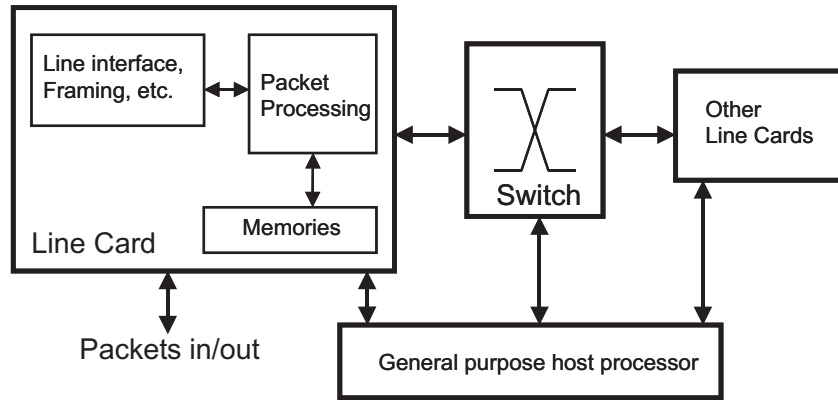 Line interface,
Framing, etc.
Packet
Processing
Memories
Line Card
Switch
Other
Line Cards
Packets in/out
General purpose host processor